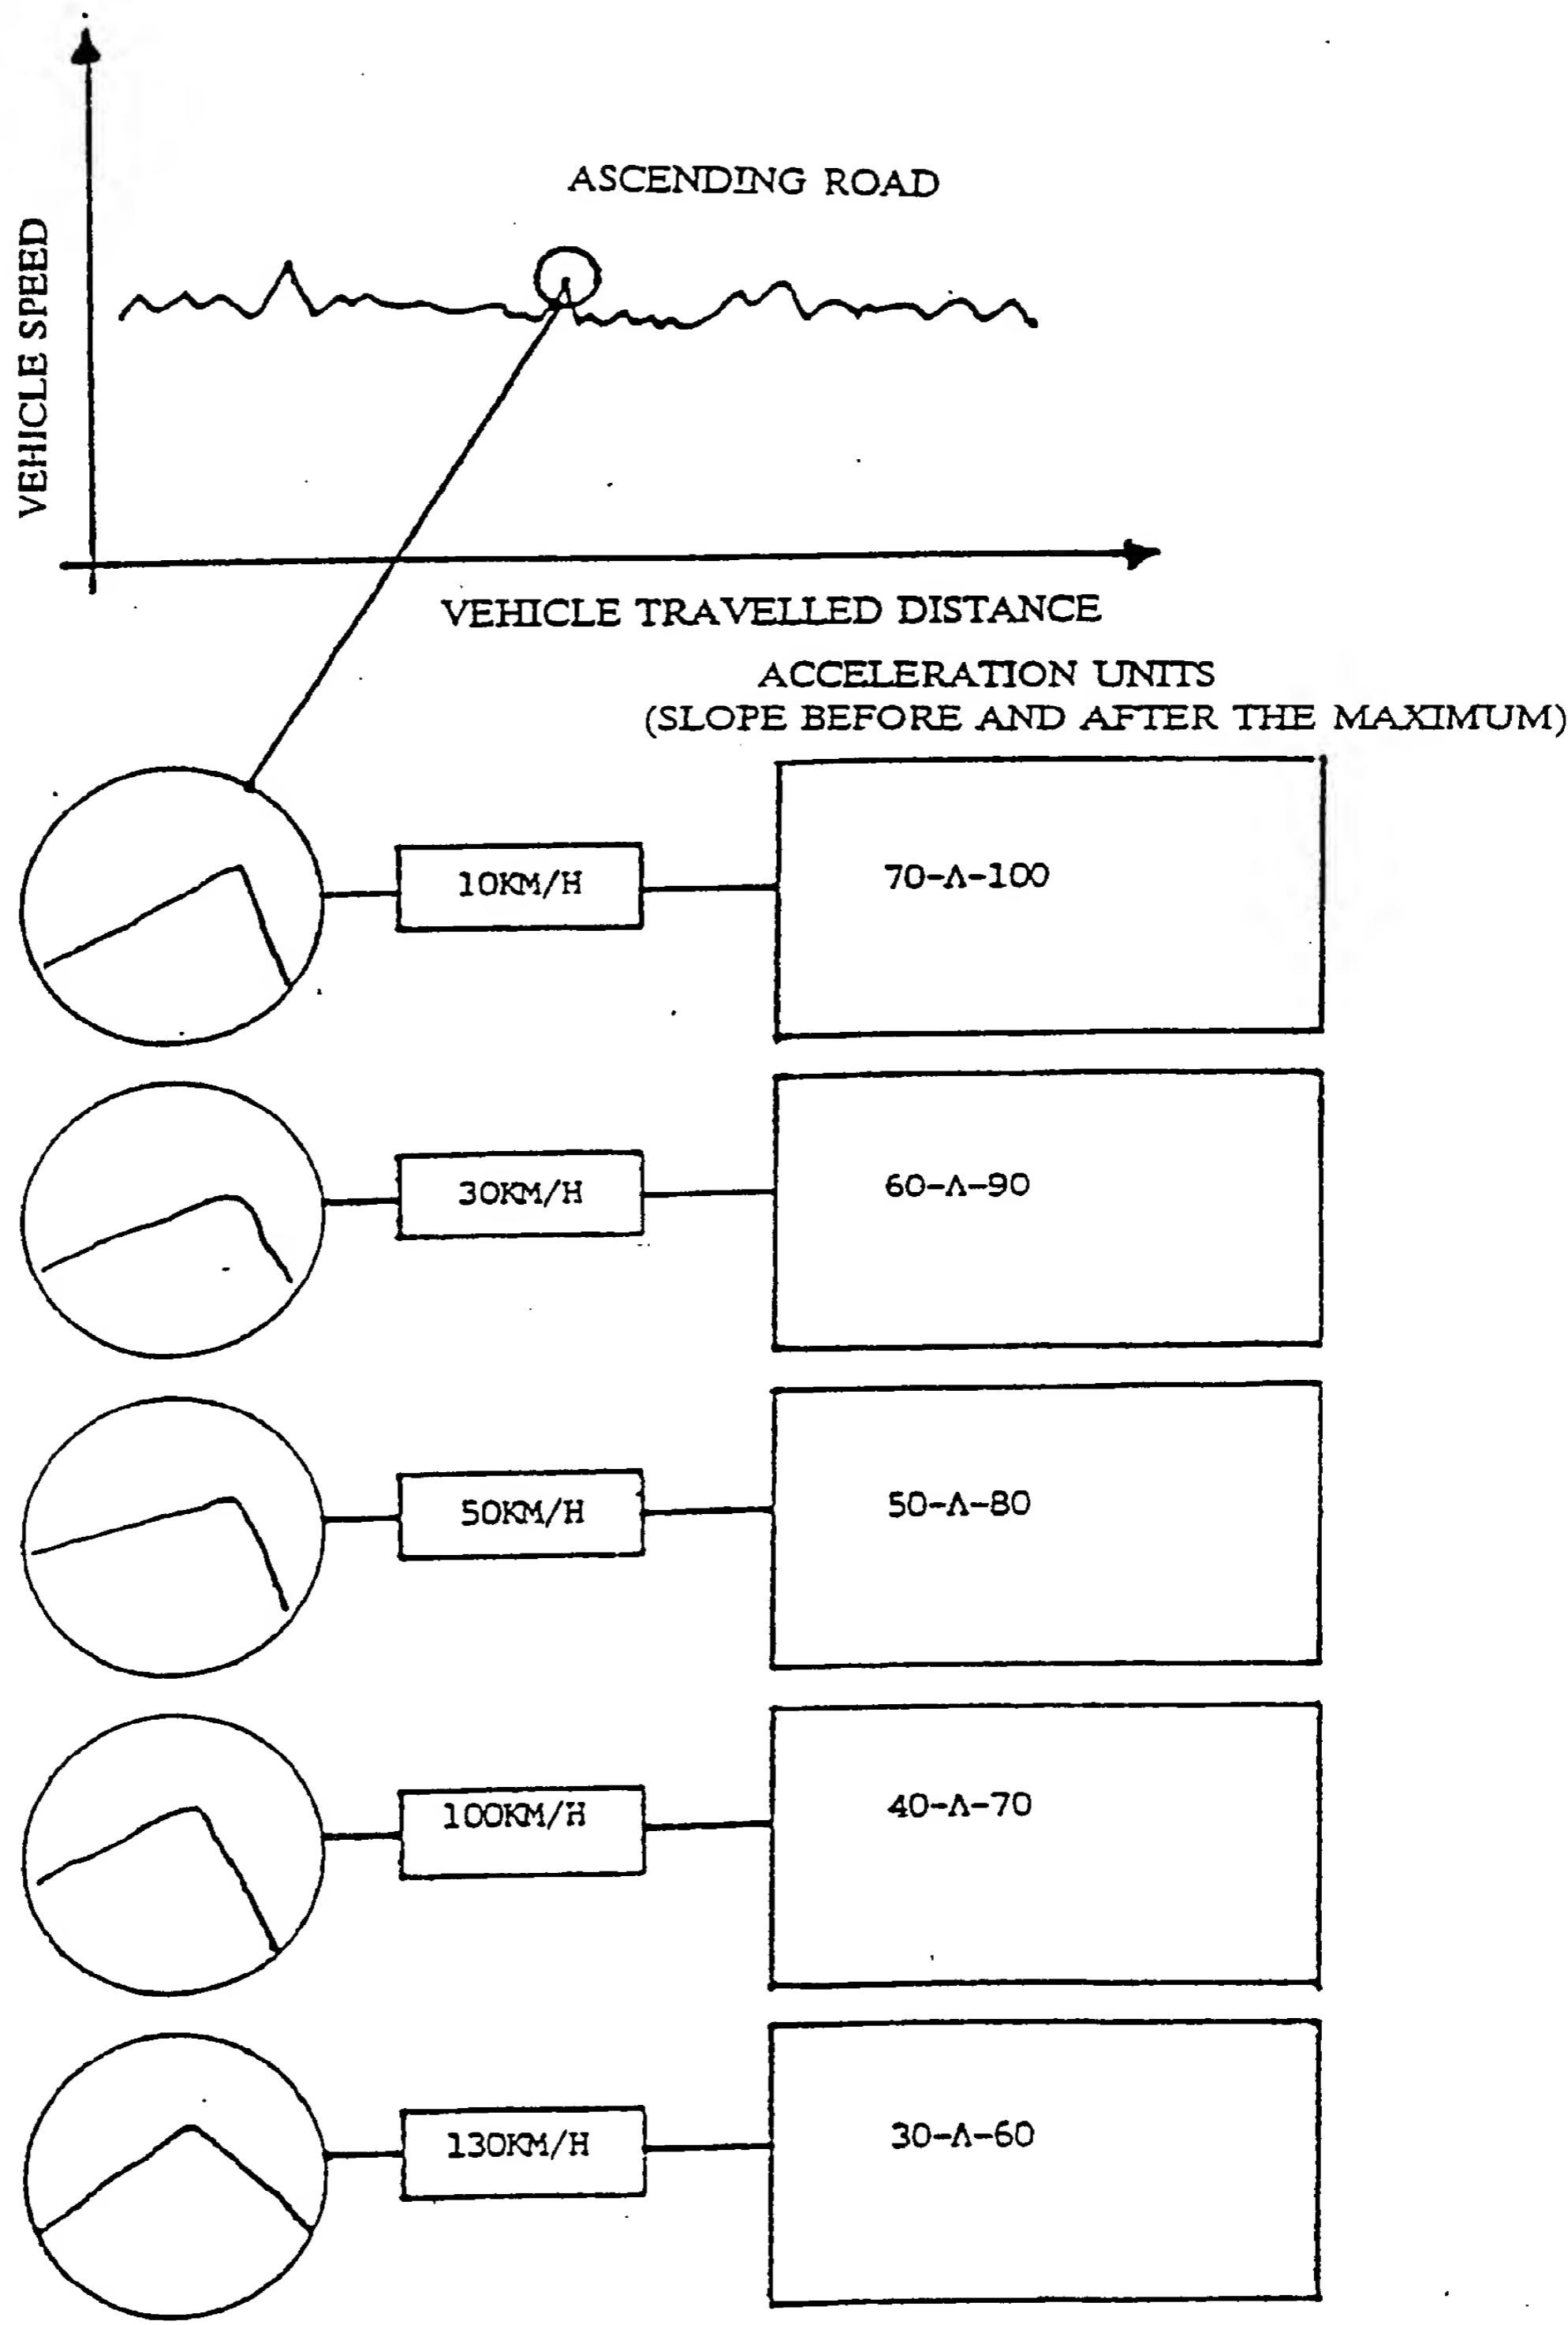 ASCENDING ROAD
VEHICLE SPEED
VEHICLE TRAVELLED DISTANCE
ACCELERATION UNITS
(SLOPE BEFORE AND AFTER THE MAXIMUM)
10KM/H
70-Λ-100
30KM/H
60-Λ-90
50KM/H
50-Λ-80
100KM/H
40-Λ-70
130KM/H
30-Λ-60